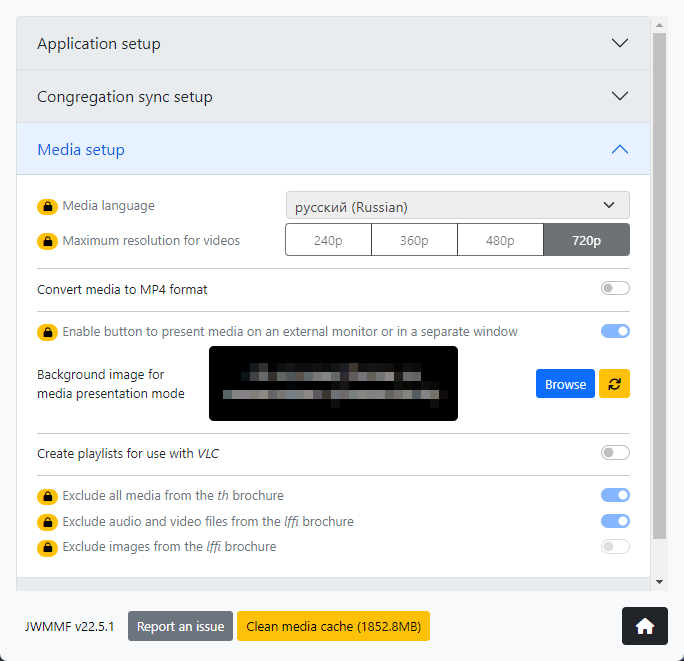 Application setup
Congregation sync setup
Media setup
Media language
русский (Russian)
Maximum resolution for videos
240p
360p
480p
720p
Convert media to MP4 format
Enable button to present media on an external monitor or in a separate window
Background image for
media presentation mode
Browse
Create playlists for use with VLC
Exclude all media from the th brochure
Exclude audio and video files from the lffi brochure
Exclude images from the lffi brochure
JWMMF v22.5.1
Report an issue
Clean media cache (1852.8MB)